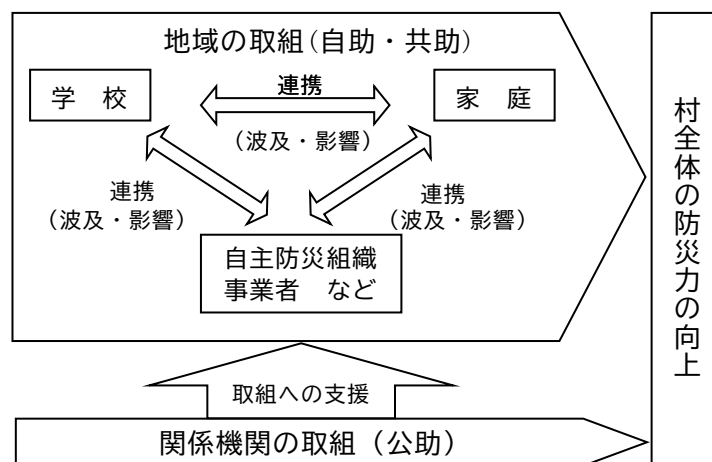 地域の取組(自助・共助)
学　校
連携
家　庭
(波及・影響)
連携
(波及・影響)
連携
(波及・影響)
自主防災組織
事業者　など
取組への支援
関係機関の取組（公助）
村全体の防災力の向上